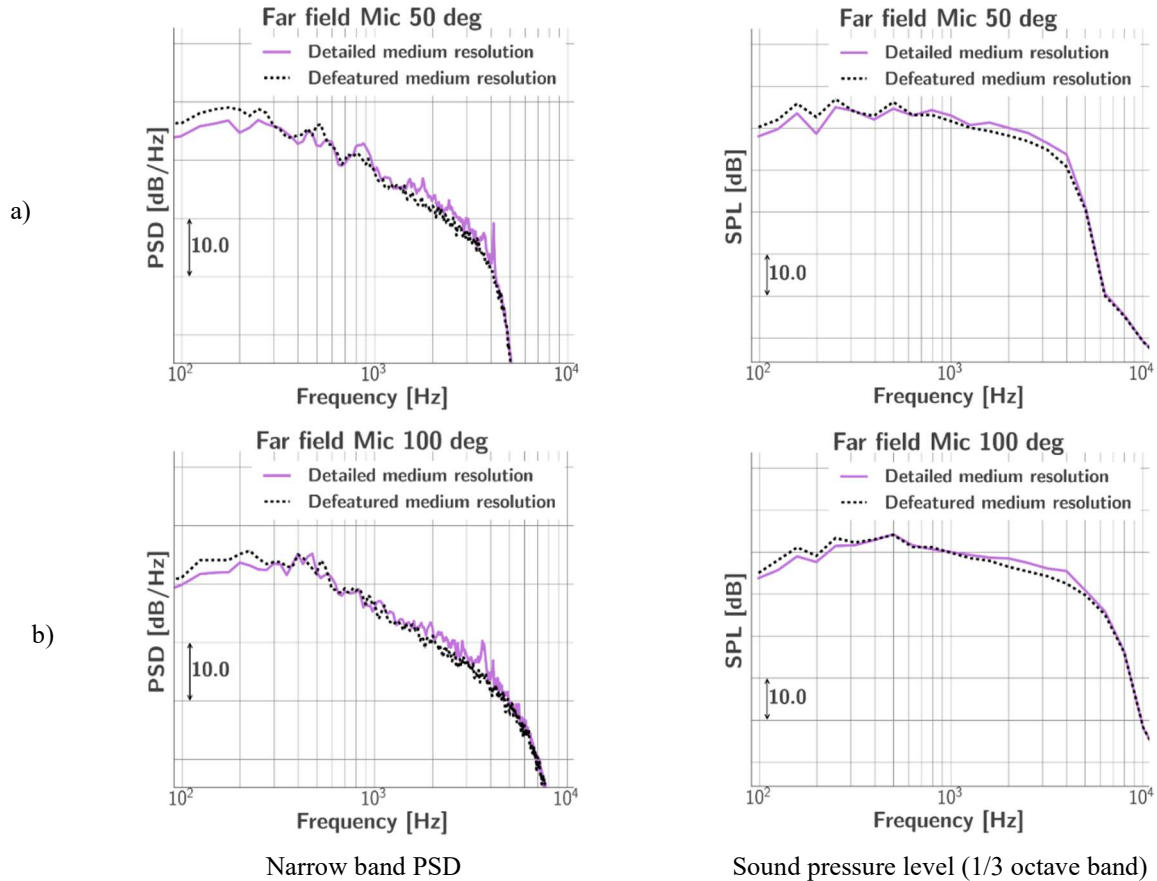 Far field Mic 50 deg
Detailed medium resolution
Defeatured medium resolution
PSD [dB/Hz]
10.0
10² 10³ 10⁴
Frequency [Hz]
Far field Mic 50 deg
Detailed medium resolution
Defeatured medium resolution
SPL [dB]
10.0
10² 10³ 10⁴
Frequency [Hz]
a)
Far field Mic 100 deg
Detailed medium resolution
Defeatured medium resolution
PSD [dB/Hz]
10.0
10² 10³ 10⁴
Frequency [Hz]
Far field Mic 100 deg
Detailed medium resolution
Defeatured medium resolution
SPL [dB]
10.0
10² 10³ 10⁴
Frequency [Hz]
b)
Narrow band PSD
Sound pressure level (1/3 octave band)